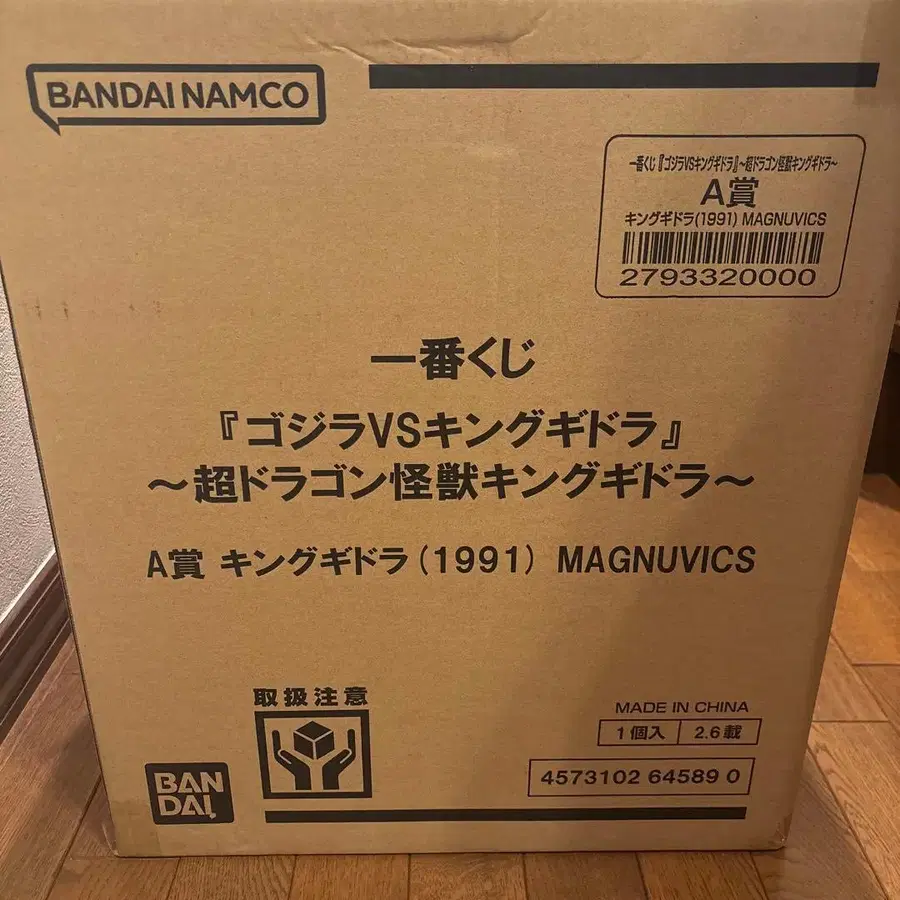 BANDAI NAMCO
一番くじ『ゴジラVSキングギドラ』~超ドラゴン怪獣キングギドラ~
A賞
キングギドラ(1991) MAGNUVICS
2793320000
一番くじ
『ゴジラVSキングギドラ』
~超ドラゴン怪獣キングギドラ~
A賞 キングギドラ(1991) MAGNUVICS
取扱注意
MADE IN CHINA
1個入 2.6載
4573102 64589 0
BAN
DAI